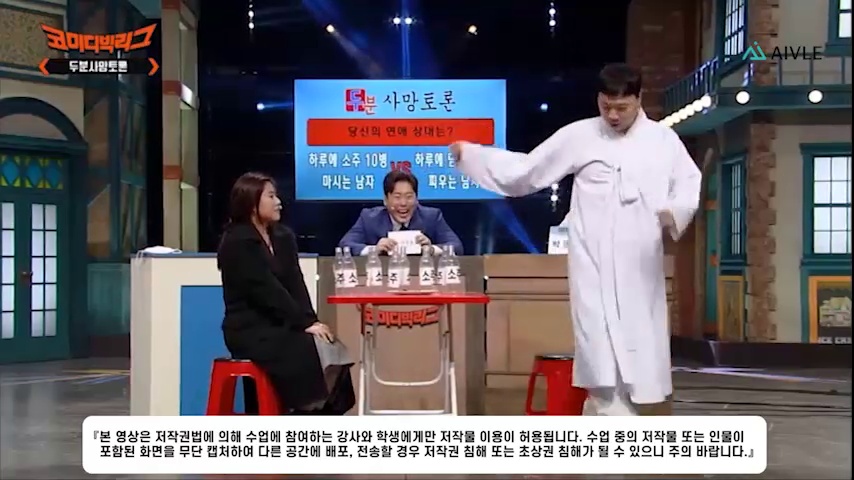 코미디빅리그
두분사망토론
AIVLE
두분 사망토론
당신의 연애 상대는?
하루에 소주 10병 VS 하루에
마시는 남자 피우는
주 소 소 주 소 소
코미디빅리그
『본 영상은 저작권법에 의해 수업에 참여하는 강사와 학생에게만 저작물 이용이 허용됩니다. 수업 중의 저작물 또는 인물이
포함된 화면을 무단 캡처하여 다른 공간에 배포, 전송할 경우 저작권 침해 또는 초상권 침해가 될 수 있으니 주의 바랍니다.』